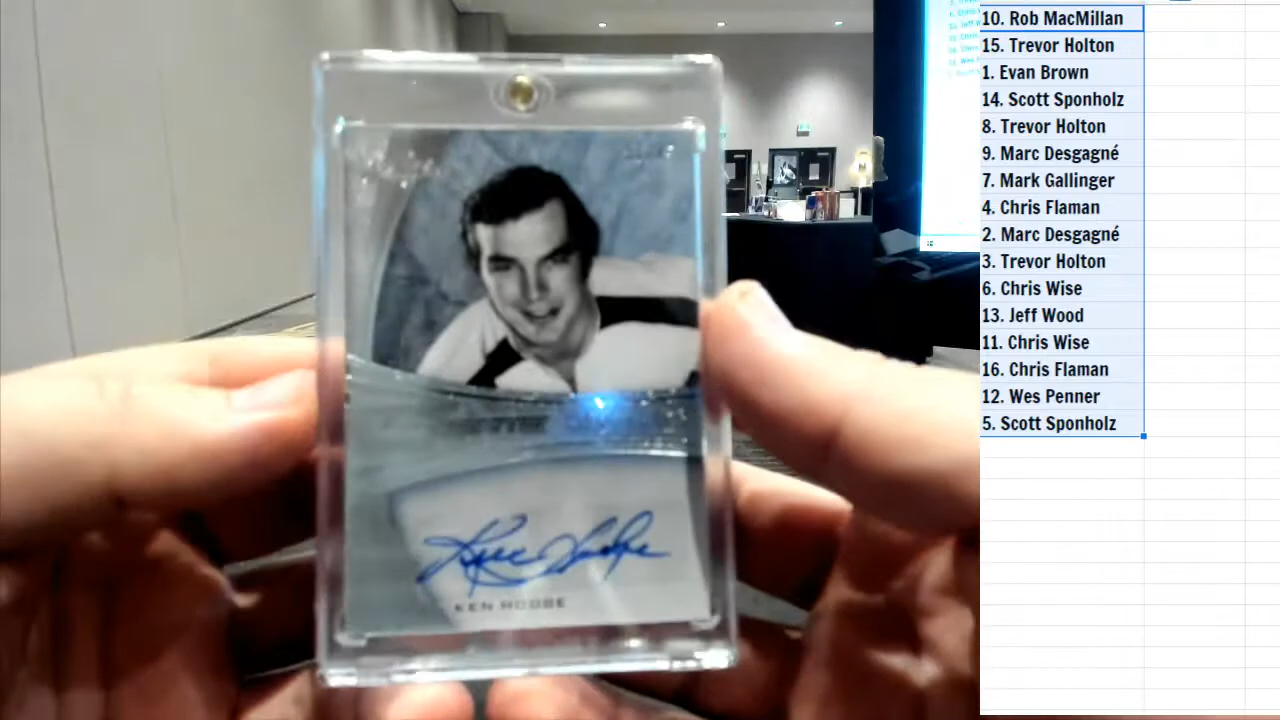 10. Rob MacMillan
15. Trevor Holton
1. Evan Brown
14. Scott Sponholz
8. Trevor Holton
9. Marc Desgagné
7. Mark Gallinger
4. Chris Flaman
2. Marc Desgagné
3. Trevor Holton
6. Chris Wise
13. Jeff Wood
11. Chris Wise
16. Chris Flaman
12. Wes Penner
5. Scott Sponholz
KEN HODGE